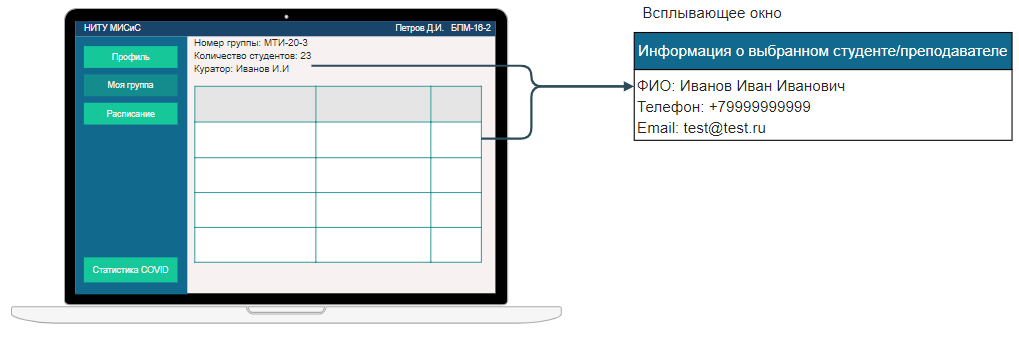 Всплывающее окно
НИТУ МИСиС
Петров Д.И. БПМ-16-2
Профиль
Моя группа
Расписание
Статистика COVID
Номер группы: МТИ-20-3
Количество студентов: 23
Куратор: Иванов И.И
Информация о выбранном студенте/преподавателе
ФИО: Иванов Иван Иванович
Телефон: +79999999999
Email: test@test.ru